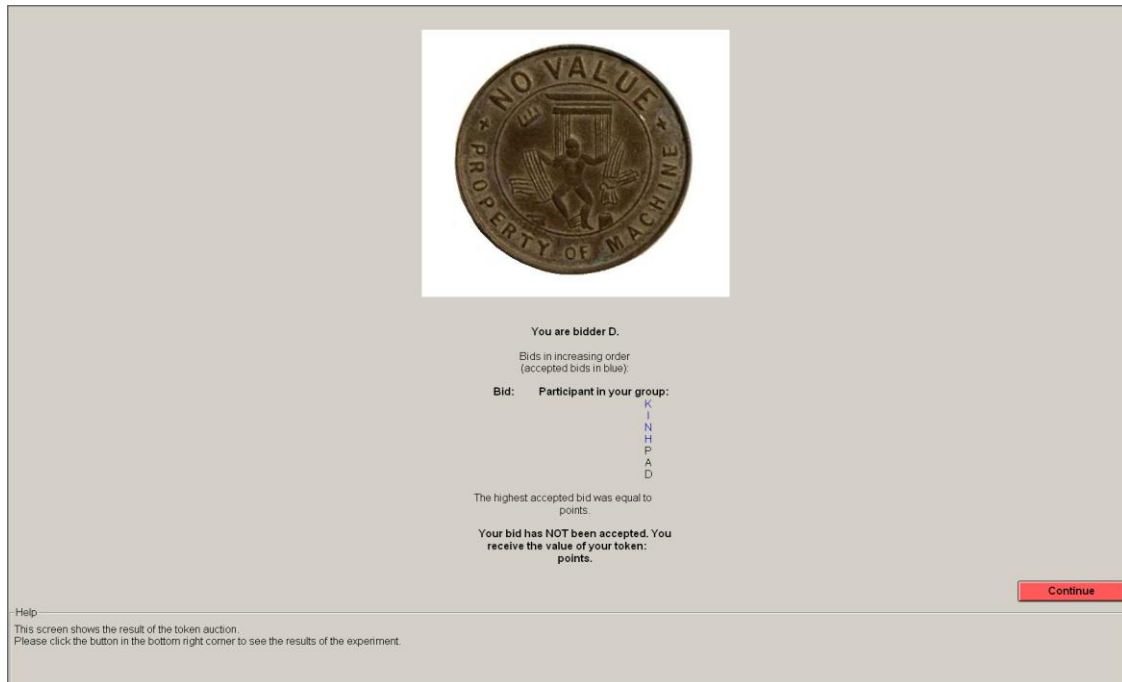 NO VALUE
PROPERTY OF MACHINE
You are bidder D.
Bids in increasing order
(accepted bids in blue):
Bid: Participant in your group:
K
I
N
H
P
A
D
The highest accepted bid was equal to
points.
Your bid has NOT been accepted. You
receive the value of your token:
points.
Continue
Help
This screen shows the result of the token auction.
Please click the button in the bottom right corner to see the results of the experiment.